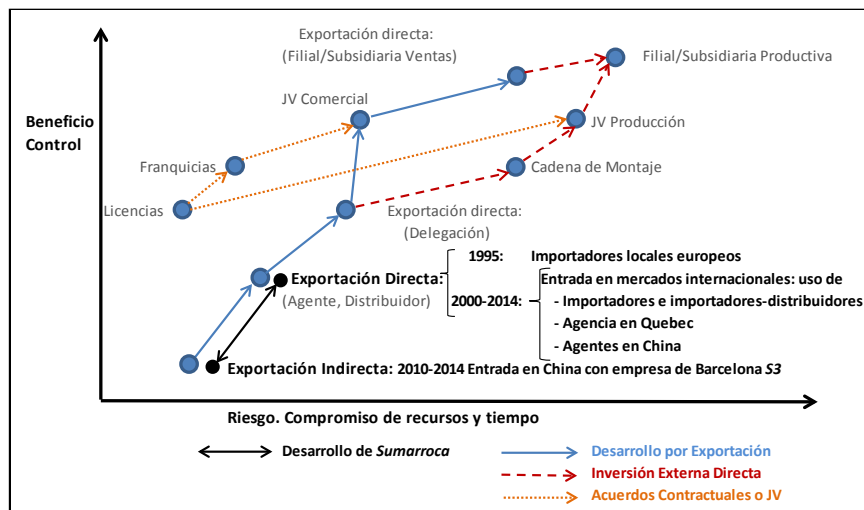 Exportación directa:
(Filial/Subsidiaria Ventas)
Filial/Subsidiaria Productiva
JV Comercial
Beneficio
Control
JV Producción
Franquicias
Cadena de Montaje
Licencias
Exportación directa:
(Delegación)
1995: Importadores locales europeos
Exportación Directa:
(Agente, Distribuidor)
2000-2014:
Entrada en mercados internacionales: uso de
- Importadores e importadores-distribuidores
- Agencia en Quebec
- Agentes en China
Exportación Indirecta: 2010-2014 Entrada en China con empresa de Barcelona S3
Riesgo. Compromiso de recursos y tiempo
Desarrollo de Sumarroca
Desarrollo por Exportación
Inversión Externa Directa
Acuerdos Contractuales o JV